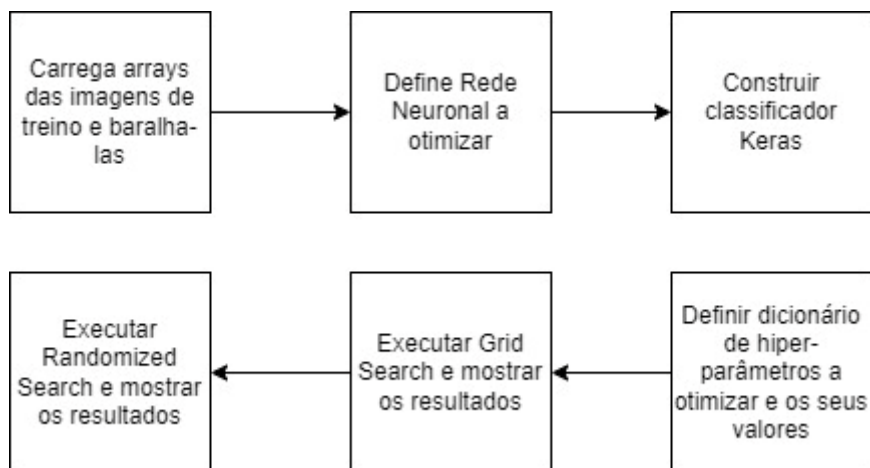 Carrega arrays
das imagens de
treino e baralha-
las
Define Rede
Neuronal a
otimizar
Construir
classificador
Keras
Executar
Randomized
Search e mostrar
os resultados
Executar Grid
Search e mostrar
os resultados
Definir dicionário
de hiper-
parâmetros a
otimizar e os seus
valores